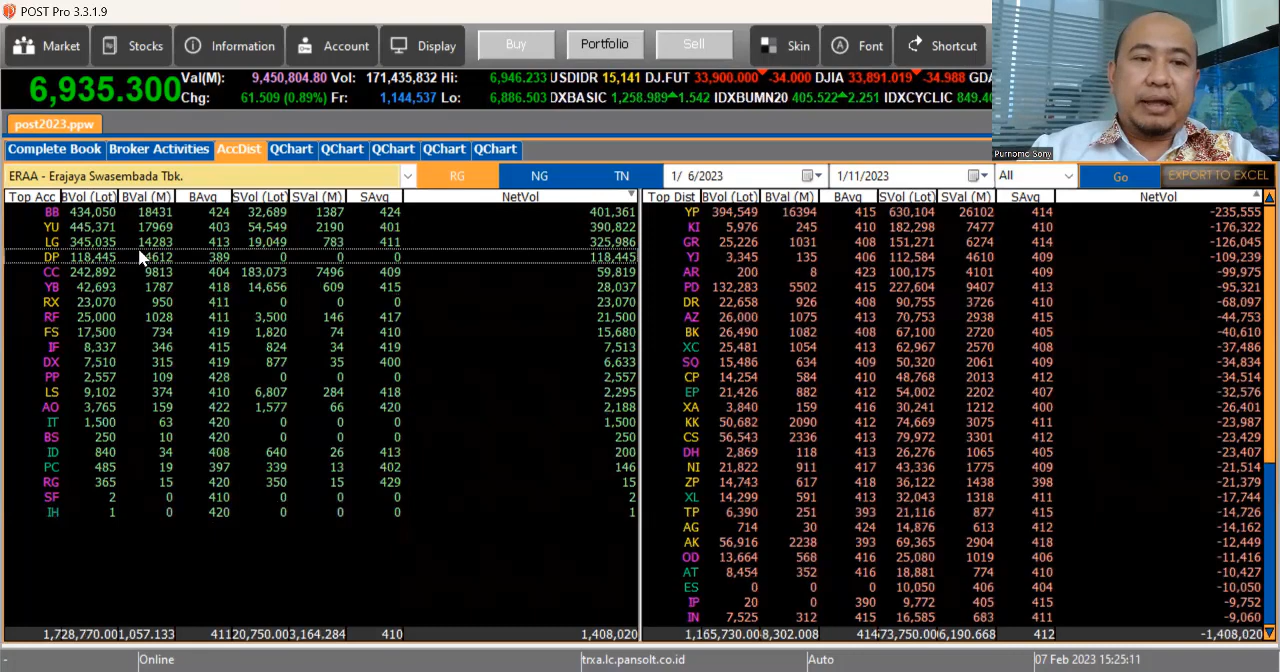 POST Pro 3.3.1.9
Market Stocks Information Account Display Buy Portfolio Sell Skin Font Shortcut
6,935.300 Val(M): 9,450,804.80 Vol: 171,435,832 Hi: 6,946.233 USDIDR 15,141 DJ.FUT 33,900.000 -34.000 DJIA 33,891.019 -34.988 GDA
Chg: 61.509 (0.89%) Fr: 1,144,537 Lo: 6,886.503 DXBASIC 1,258.989 1.542 IDXBUMN20 405.522 2.251 IDXCYCLIC 849.40
Purnomo Sony
post2023.ppw
Complete Book Broker Activities AccDist QChart QChart QChart QChart QChart
ERAA - Erajaya Swasembada Tbk. RG NG TN 1/ 6/2023 1/11/2023 All Go EXPORT TO EXCEL
Top Acc BVol (Lot) BVal (M) BAvg SVol (Lot) SVal (M) SAvg NetVol Top Dist BVol (Lot) BVal (M) BAvg SVol (Lot) SVal (M) SAvg NetVol
BB 434,050 18431 424 32,689 1387 424 401,361 YP 394,549 16394 415 630,104 26102 414 -235,555
YU 445,371 17969 403 54,549 2190 401 390,822 KI 5,976 245 410 182,298 7477 410 -176,322
LG 345,035 14283 413 19,049 783 411 325,986 GR 25,226 1031 408 151,271 6274 414 -126,045
DP 118,445 4612 389 0 0 0 118,445 YJ 3,345 135 406 112,584 4610 409 -109,239
CC 242,892 9813 404 183,073 7496 409 59,819 AR 200 8 423 100,175 4101 409 -99,975
YB 42,693 1787 418 14,656 609 415 28,037 PD 132,283 5502 415 227,604 9407 413 -95,321
RX 23,070 950 411 0 0 0 23,070 DR 22,658 926 408 90,755 3726 410 -68,097
RF 25,000 1028 411 3,500 146 417 21,500 AZ 26,000 1075 413 70,753 2938 415 -44,753
FS 17,500 734 419 1,820 74 410 15,680 BK 26,490 1082 408 67,100 2720 405 -40,610
IF 8,337 346 415 824 34 419 7,513 XC 25,481 1054 413 62,967 2570 408 -37,486
DX 7,510 315 419 877 35 400 6,633 SQ 15,486 634 409 50,320 2061 409 -34,834
PP 2,557 109 428 0 0 0 2,557 CP 14,254 584 410 48,768 2013 412 -34,514
LS 9,102 374 410 6,807 284 418 2,295 EP 21,426 882 412 54,002 2202 407 -32,576
AO 3,765 159 422 1,577 66 420 2,188 XA 3,840 159 416 30,241 1212 400 -26,401
IT 1,500 63 420 0 0 0 1,500 KK 50,682 2090 412 74,669 3075 411 -23,987
BS 250 10 420 0 0 0 250 CS 56,543 2336 413 79,972 3301 412 -23,429
ID 840 34 408 640 26 413 200 DH 2,869 118 413 26,276 1065 405 -23,407
PC 485 19 397 339 13 402 146 NI 21,822 911 417 43,336 1775 409 -21,514
RG 365 15 420 350 15 429 15 ZP 14,743 617 418 36,122 1438 398 -21,379
SF 2 0 410 0 0 0 2 XL 14,299 591 413 32,043 1318 411 -17,744
IH 1 0 420 0 0 0 1 TP 6,390 251 393 21,116 877 415 -14,726
AG 714 30 424 14,876 613 412 -14,162
AK 56,916 2238 393 69,365 2904 418 -12,449
OD 13,664 568 416 25,080 1019 406 -11,416
AT 8,454 352 416 18,881 774 410 -10,427
ES 0 0 0 10,050 406 404 -10,050
IP 20 0 390 9,772 405 415 -9,752
IN 7,525 312 415 16,585 683 411 -9,060
1,728,770.001,057.133 41120,750.003,164.284 410 1,408,020 1,165,730.00 8,302.008 414 73,750.006,190.668 412 -1,408,020
- Online trxa.lc.pansolt.co.id Auto 07 Feb 2023 15:25:11